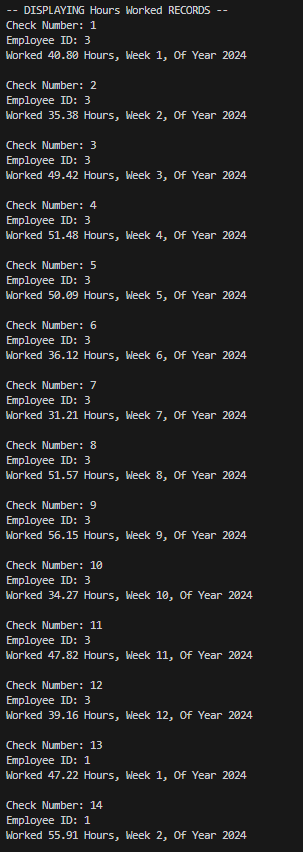 -- DISPLAYING Hours Worked RECORDS --
Check Number: 1
Employee ID: 3
Worked 40.80 Hours, Week 1, Of Year 2024

Check Number: 2
Employee ID: 3
Worked 35.38 Hours, Week 2, Of Year 2024

Check Number: 3
Employee ID: 3
Worked 49.42 Hours, Week 3, Of Year 2024

Check Number: 4
Employee ID: 3
Worked 51.48 Hours, Week 4, Of Year 2024

Check Number: 5
Employee ID: 3
Worked 50.09 Hours, Week 5, Of Year 2024

Check Number: 6
Employee ID: 3
Worked 36.12 Hours, Week 6, Of Year 2024

Check Number: 7
Employee ID: 3
Worked 31.21 Hours, Week 7, Of Year 2024

Check Number: 8
Employee ID: 3
Worked 51.57 Hours, Week 8, Of Year 2024

Check Number: 9
Employee ID: 3
Worked 56.15 Hours, Week 9, Of Year 2024

Check Number: 10
Employee ID: 3
Worked 34.27 Hours, Week 10, Of Year 2024

Check Number: 11
Employee ID: 3
Worked 47.82 Hours, Week 11, Of Year 2024

Check Number: 12
Employee ID: 3
Worked 39.16 Hours, Week 12, Of Year 2024

Check Number: 13
Employee ID: 1
Worked 47.22 Hours, Week 1, Of Year 2024

Check Number: 14
Employee ID: 1
Worked 55.91 Hours, Week 2, Of Year 2024